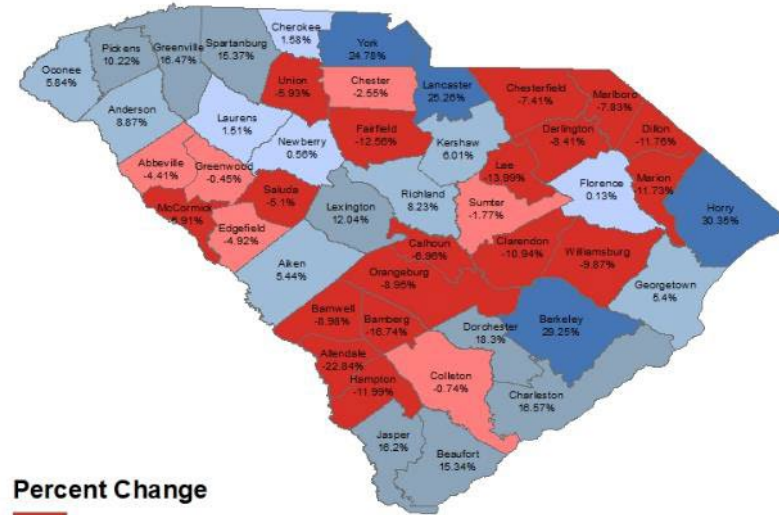 Cherokee
1.58%
York
24.78%
Spartanburg
15.37%
Greenville
16.47%
Pickens
10.22%
Oconee
5.84%
Union
-5.93%
Chester
-2.55%
Lancaster
25.26%
Chesterfield
-7.41%
Marlboro
-7.83%
Anderson
8.87%
Laurens
1.51%
Newberry
0.56%
Fairfield
-12.56%
Kershaw
6.01%
Darlington
-8.41%
Dillon
-11.76%
Abbeville
-4.41%
Greenwood
-0.45%
Saluda
-5.1%
Lee
-13.99%
Florence
0.13%
Marion
-11.73%
Horry
30.35%
McCormick
-6.91%
Edgefield
-4.92%
Lexington
12.04%
Richland
8.23%
Sumter
-1.77%
Aiken
5.44%
Calhoun
-6.96%
Clarendon
-10.94%
Williamsburg
-9.87%
Orangeburg
-8.95%
Georgetown
5.4%
Barnwell
-8.98%
Bamberg
-16.74%
Dorchester
18.3%
Berkeley
29.25%
Allendale
-22.84%
Hampton
-11.99%
Colleton
-0.74%
Charleston
16.57%
Jasper
16.2%
Beaufort
15.34%
Percent Change